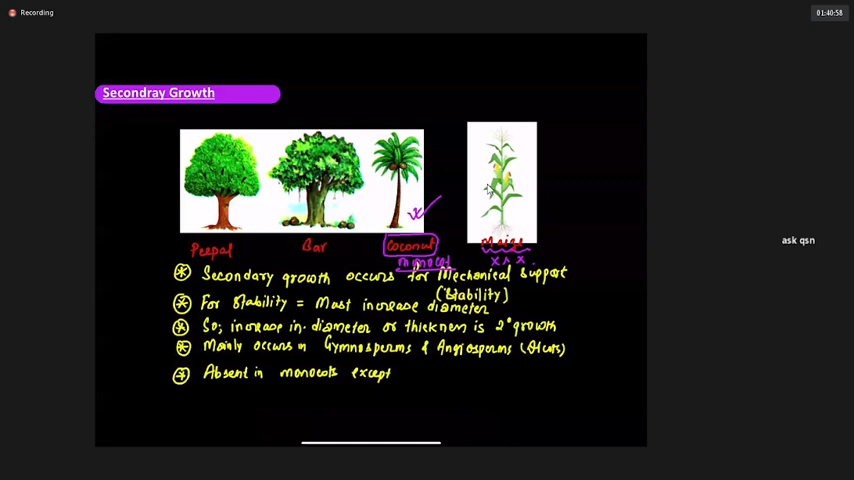 Recording
01:40:58
Secondray Growth
Peepal
Bar
Coconut
Maize
monocot
x x x
Secondary growth occurs for Mechanical support
(Stability)
For Stability = Must increase diameter
So; increase in diameter or thickness is 2° growth
Mainly occurs in Gymnosperms & Angiosperms (Dicots)
Absent in monocots except
ask qsn